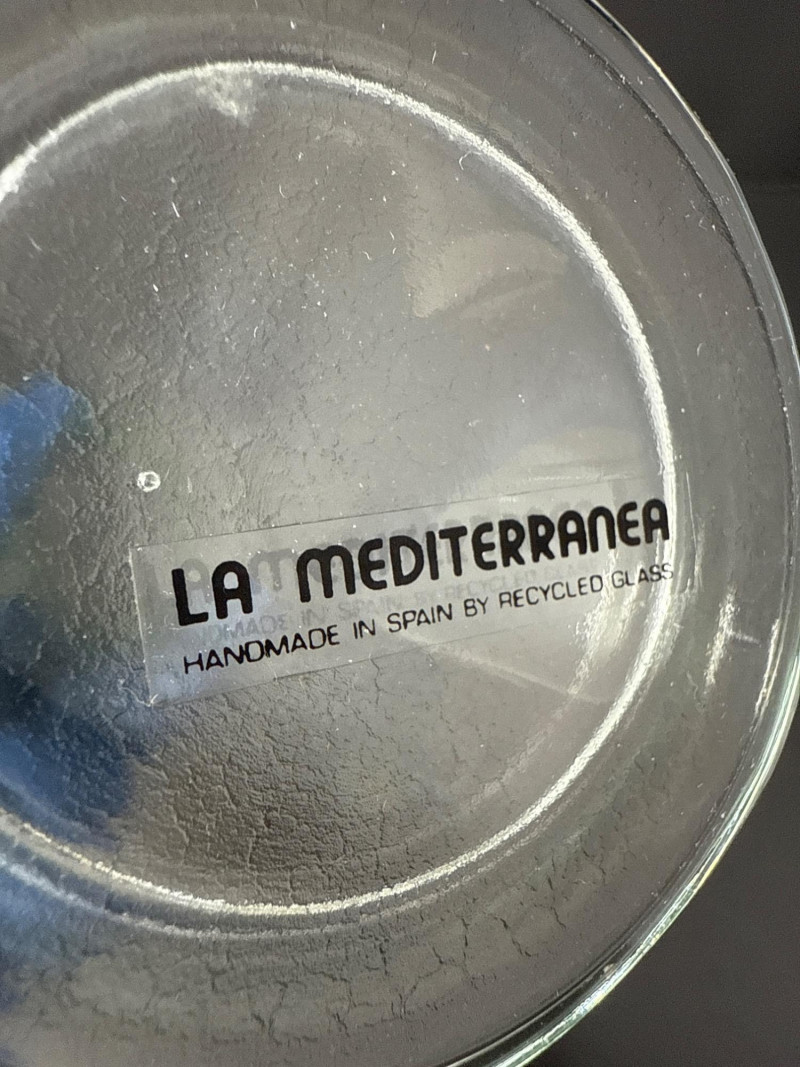 LA MEDITERRANEA
HANDMADE IN SPAIN BY RECYCLED GLASS